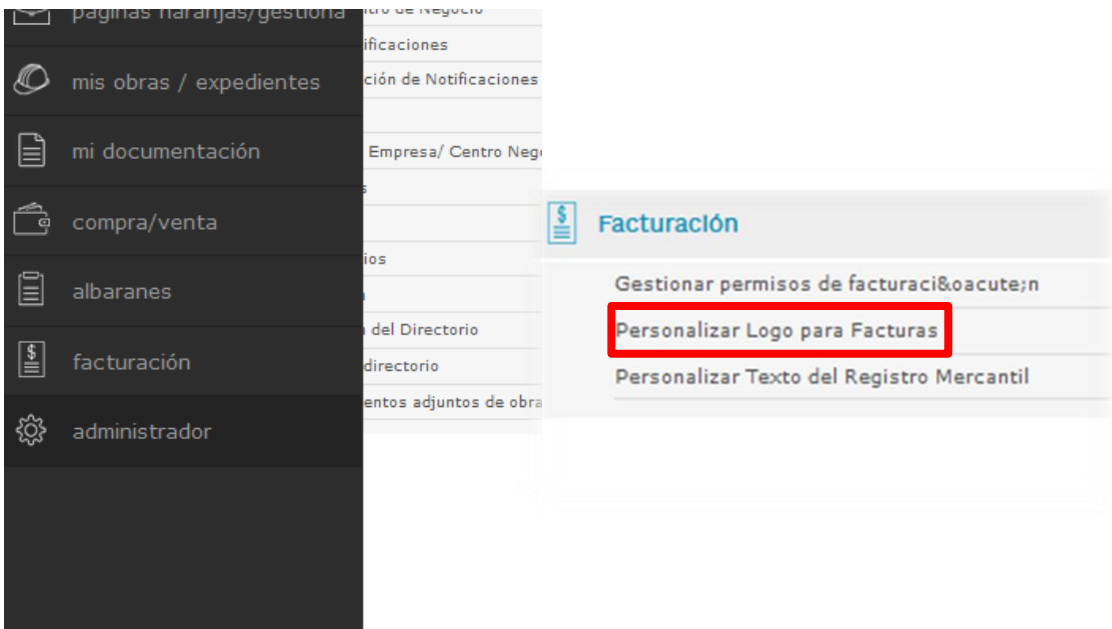 páginas naranjas/gestiona
mis obras / expedientes
mi documentación
compra/venta
albaranes
facturación
administrador
de Negocio
ificaciones
ción de Notificaciones
Empresa/ Centro Neg
s
ios
del Directorio
directorio
entos adjuntos de obra
Facturación
Gestionar permisos de facturaci&oacute;n
Personalizar Logo para Facturas
Personalizar Texto del Registro Mercantil